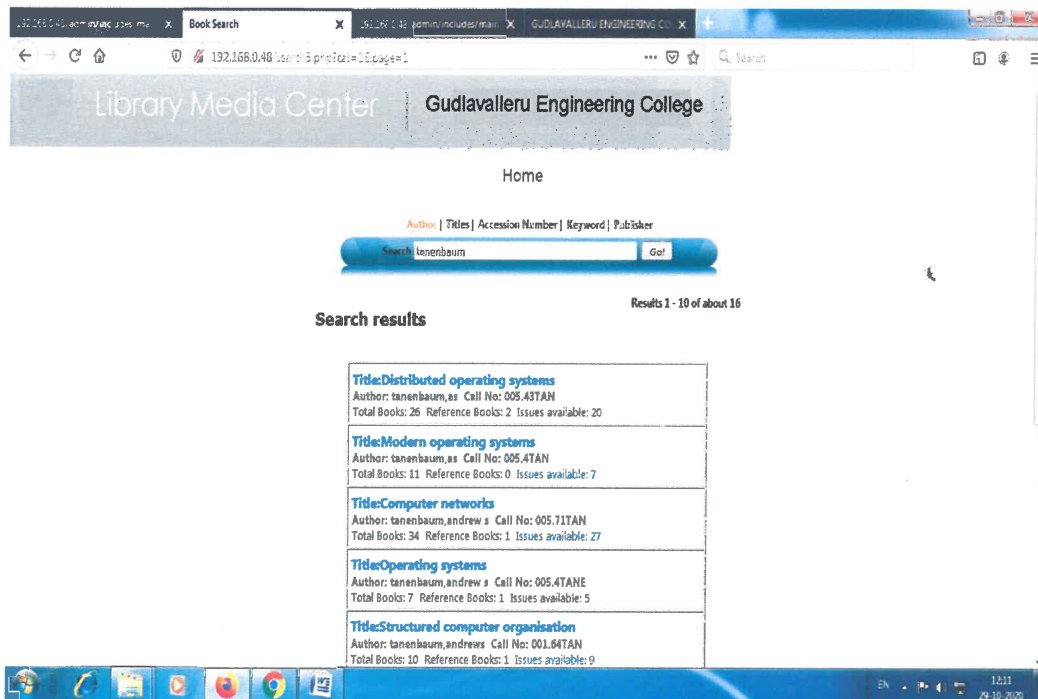 Book Search
GUDLAVALLERU ENGINEERING CO
192.168.0.48
Search
Library Media Center
Gudlavalleru Engineering College
Home
Author | Titles | Accession Number | Keyword | Publisher
Search tanenbaum Go!
Results 1 - 10 of about 16
Search results
Title:Distributed operating systems
Author: tanenbaum,as Call No: 005.43TAN
Total Books: 26 Reference Books: 2 Issues available: 20
Title:Modern operating systems
Author: tanenbaum,as Call No: 005.4TAN
Total Books: 11 Reference Books: 0 Issues available: 7
Title:Computer networks
Author: tanenbaum,andrew s Call No: 005.71TAN
Total Books: 34 Reference Books: 1 Issues available: 27
Title:Operating systems
Author: tanenbaum,andrew s Call No: 005.4TANE
Total Books: 7 Reference Books: 1 Issues available: 5
Title:Structured computer organisation
Author: tanenbaum,andrews Call No: 001.64TAN
Total Books: 10 Reference Books: 1 Issues available: 9
EN
12:11
29-10-2020